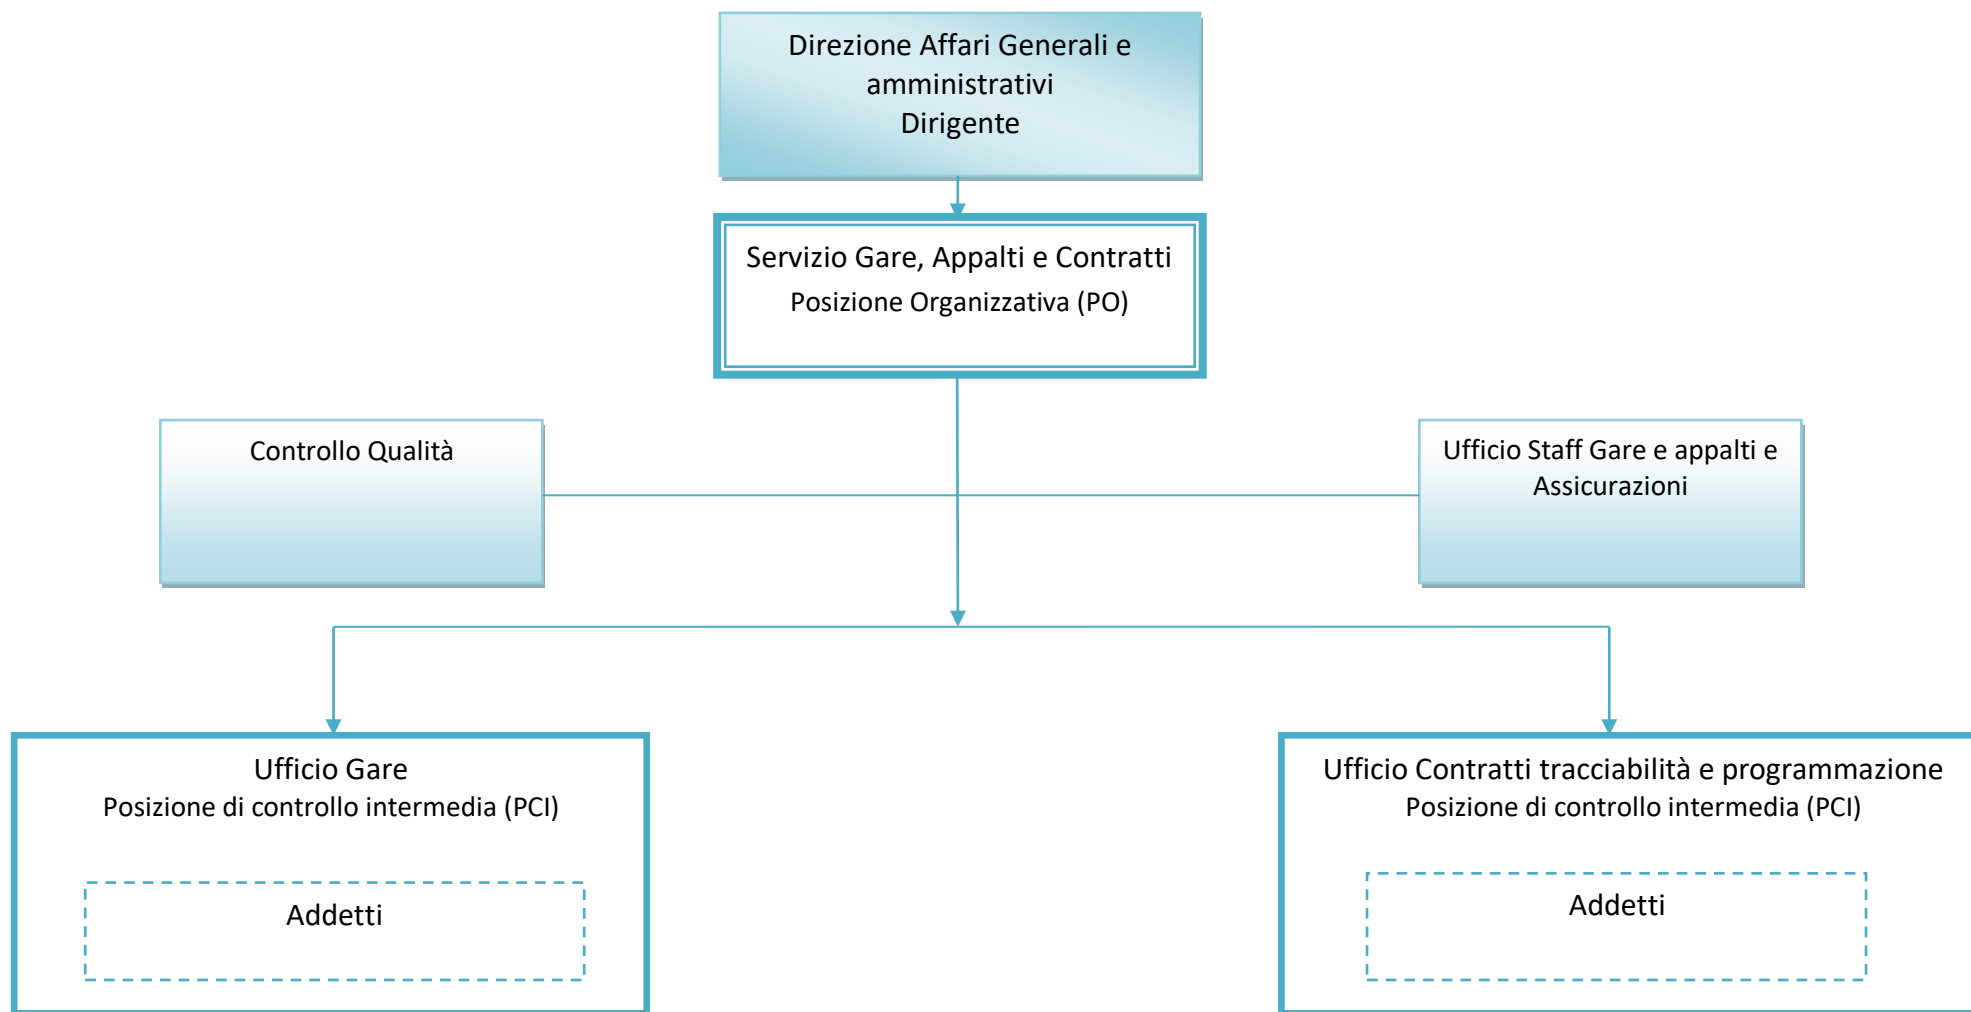 Direzione Affari Generali e
amministrativi
Dirigente
Servizio Gare, Appalti e Contratti
Posizione Organizzativa (PO)
Controllo Qualità
Ufficio Staff Gare e appalti e
Assicurazioni
Ufficio Gare
Posizione di controllo intermedia (PCI)
Addetti
Ufficio Contratti tracciabilità e programmazione
Posizione di controllo intermedia (PCI)
Addetti